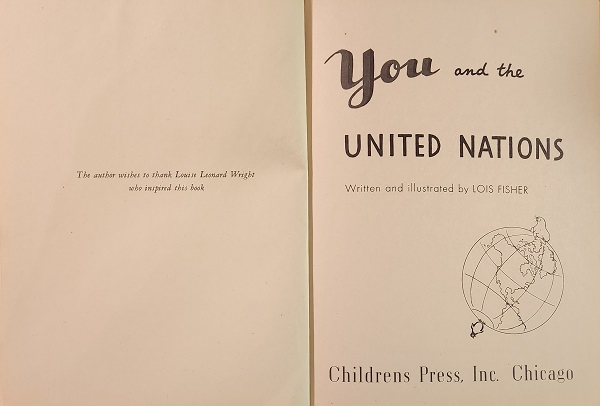 The author wishes to thank Louise Leonard Wright
who inspired this book
You and the
UNITED NATIONS
Written and illustrated by LOIS FISHER
Childrens Press, Inc. Chicago